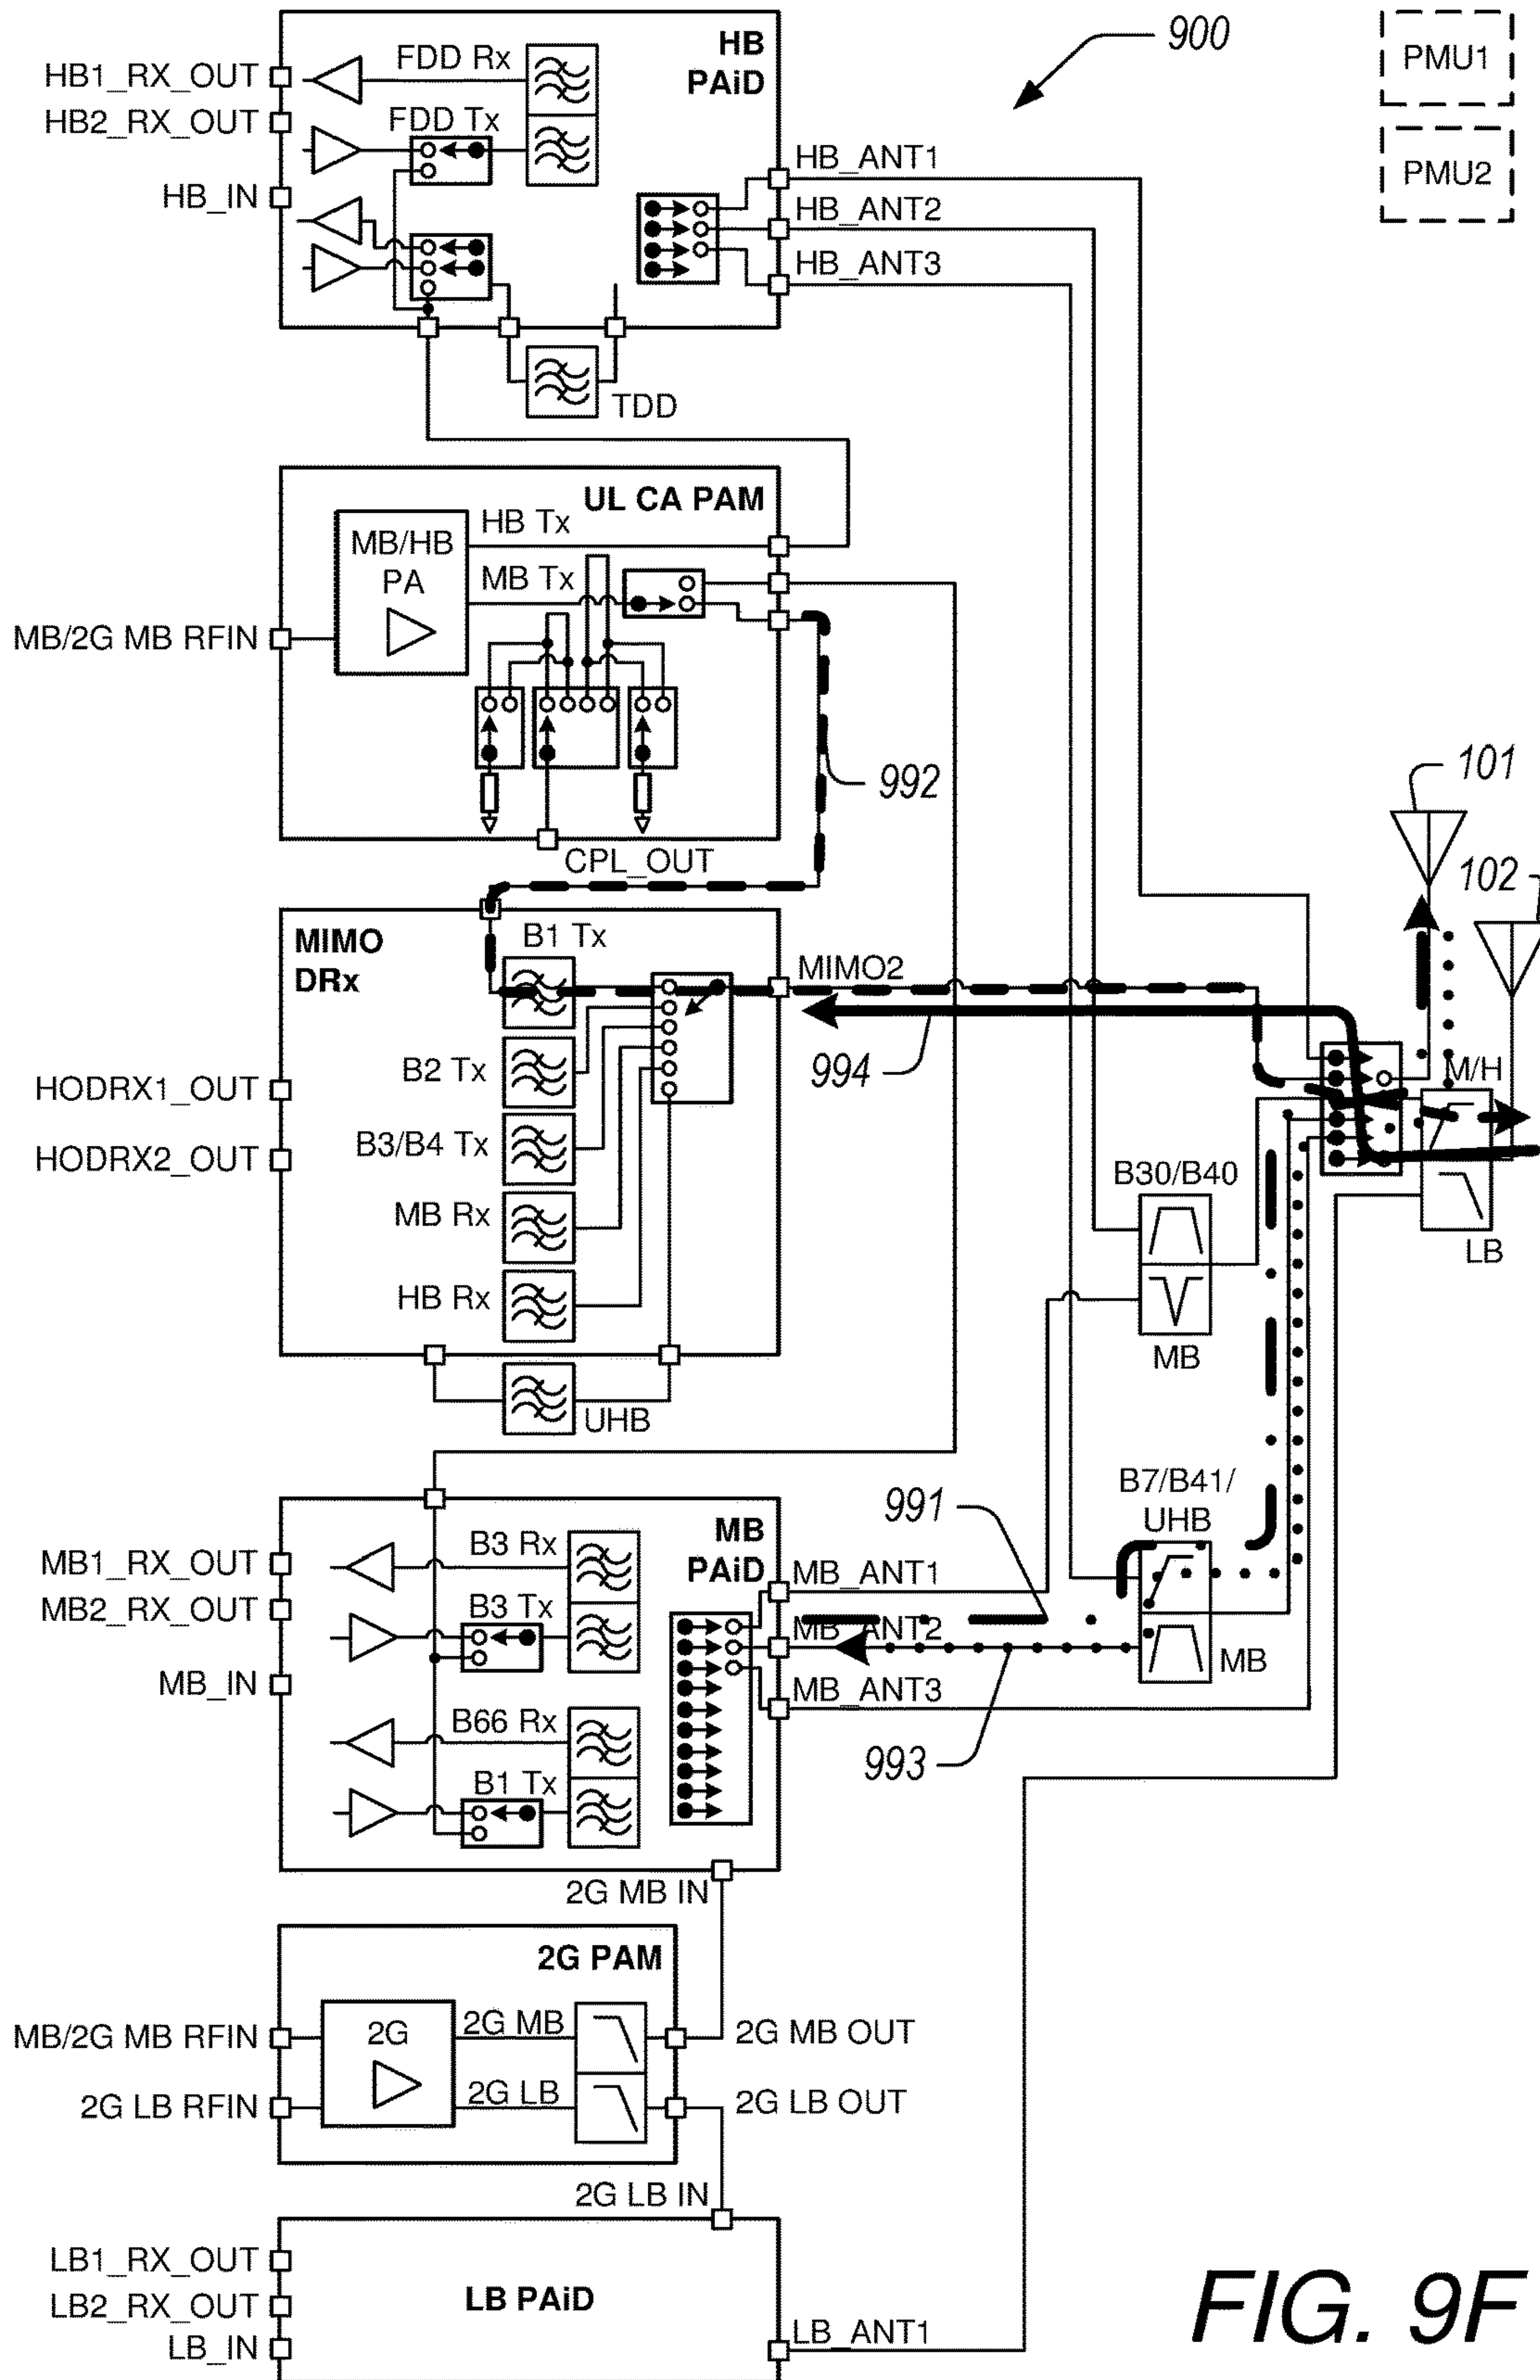 900
PMU1
PMU2
HB
PAiD
FDD Rx
FDD Tx
HB1_RX_OUT
HB2_RX_OUT
HB_IN
HB_ANT1
HB_ANT2
HB_ANT3
TDD
UL CA PAM
MB/HB
PA
HB Tx
MB Tx
MB/2G MB RFIN
CPL_OUT
992
101
102
MIMO
DRx
B1 Tx
MIMO2
B2 Tx
B3/B4 Tx
MB Rx
HB Rx
UHB
HODRX1_OUT
HODRX2_OUT
994
M/H
LB
B30/B40
MB
B7/B41/
UHB
MB
991
993
MB
PAiD
B3 Rx
B3 Tx
B66 Rx
B1 Tx
MB1_RX_OUT
MB2_RX_OUT
MB_IN
MB_ANT1
MB_ANT2
MB_ANT3
2G MB IN
2G PAM
2G
2G MB
2G LB
MB/2G MB RFIN
2G LB RFIN
2G MB OUT
2G LB OUT
2G LB IN
LB PAiD
LB1_RX_OUT
LB2_RX_OUT
LB_IN
LB_ANT1
FIG. 9F